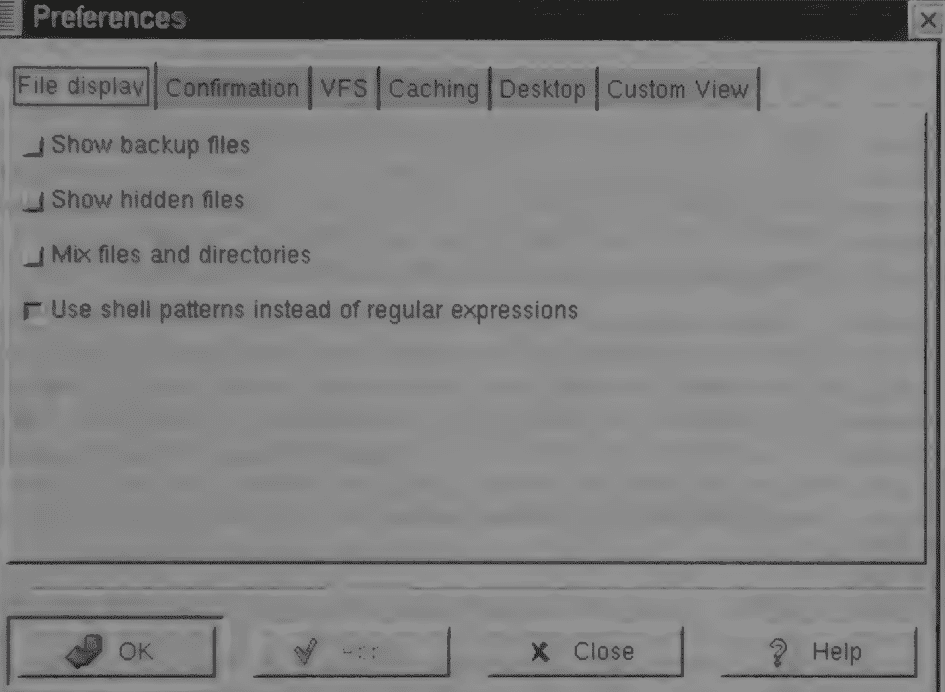 Preferences
File display Confirmation VFS Caching Desktop Custom View
Show backup files
Show hidden files
Mix files and directories
Use shell patterns instead of regular expressions
OK Close Help